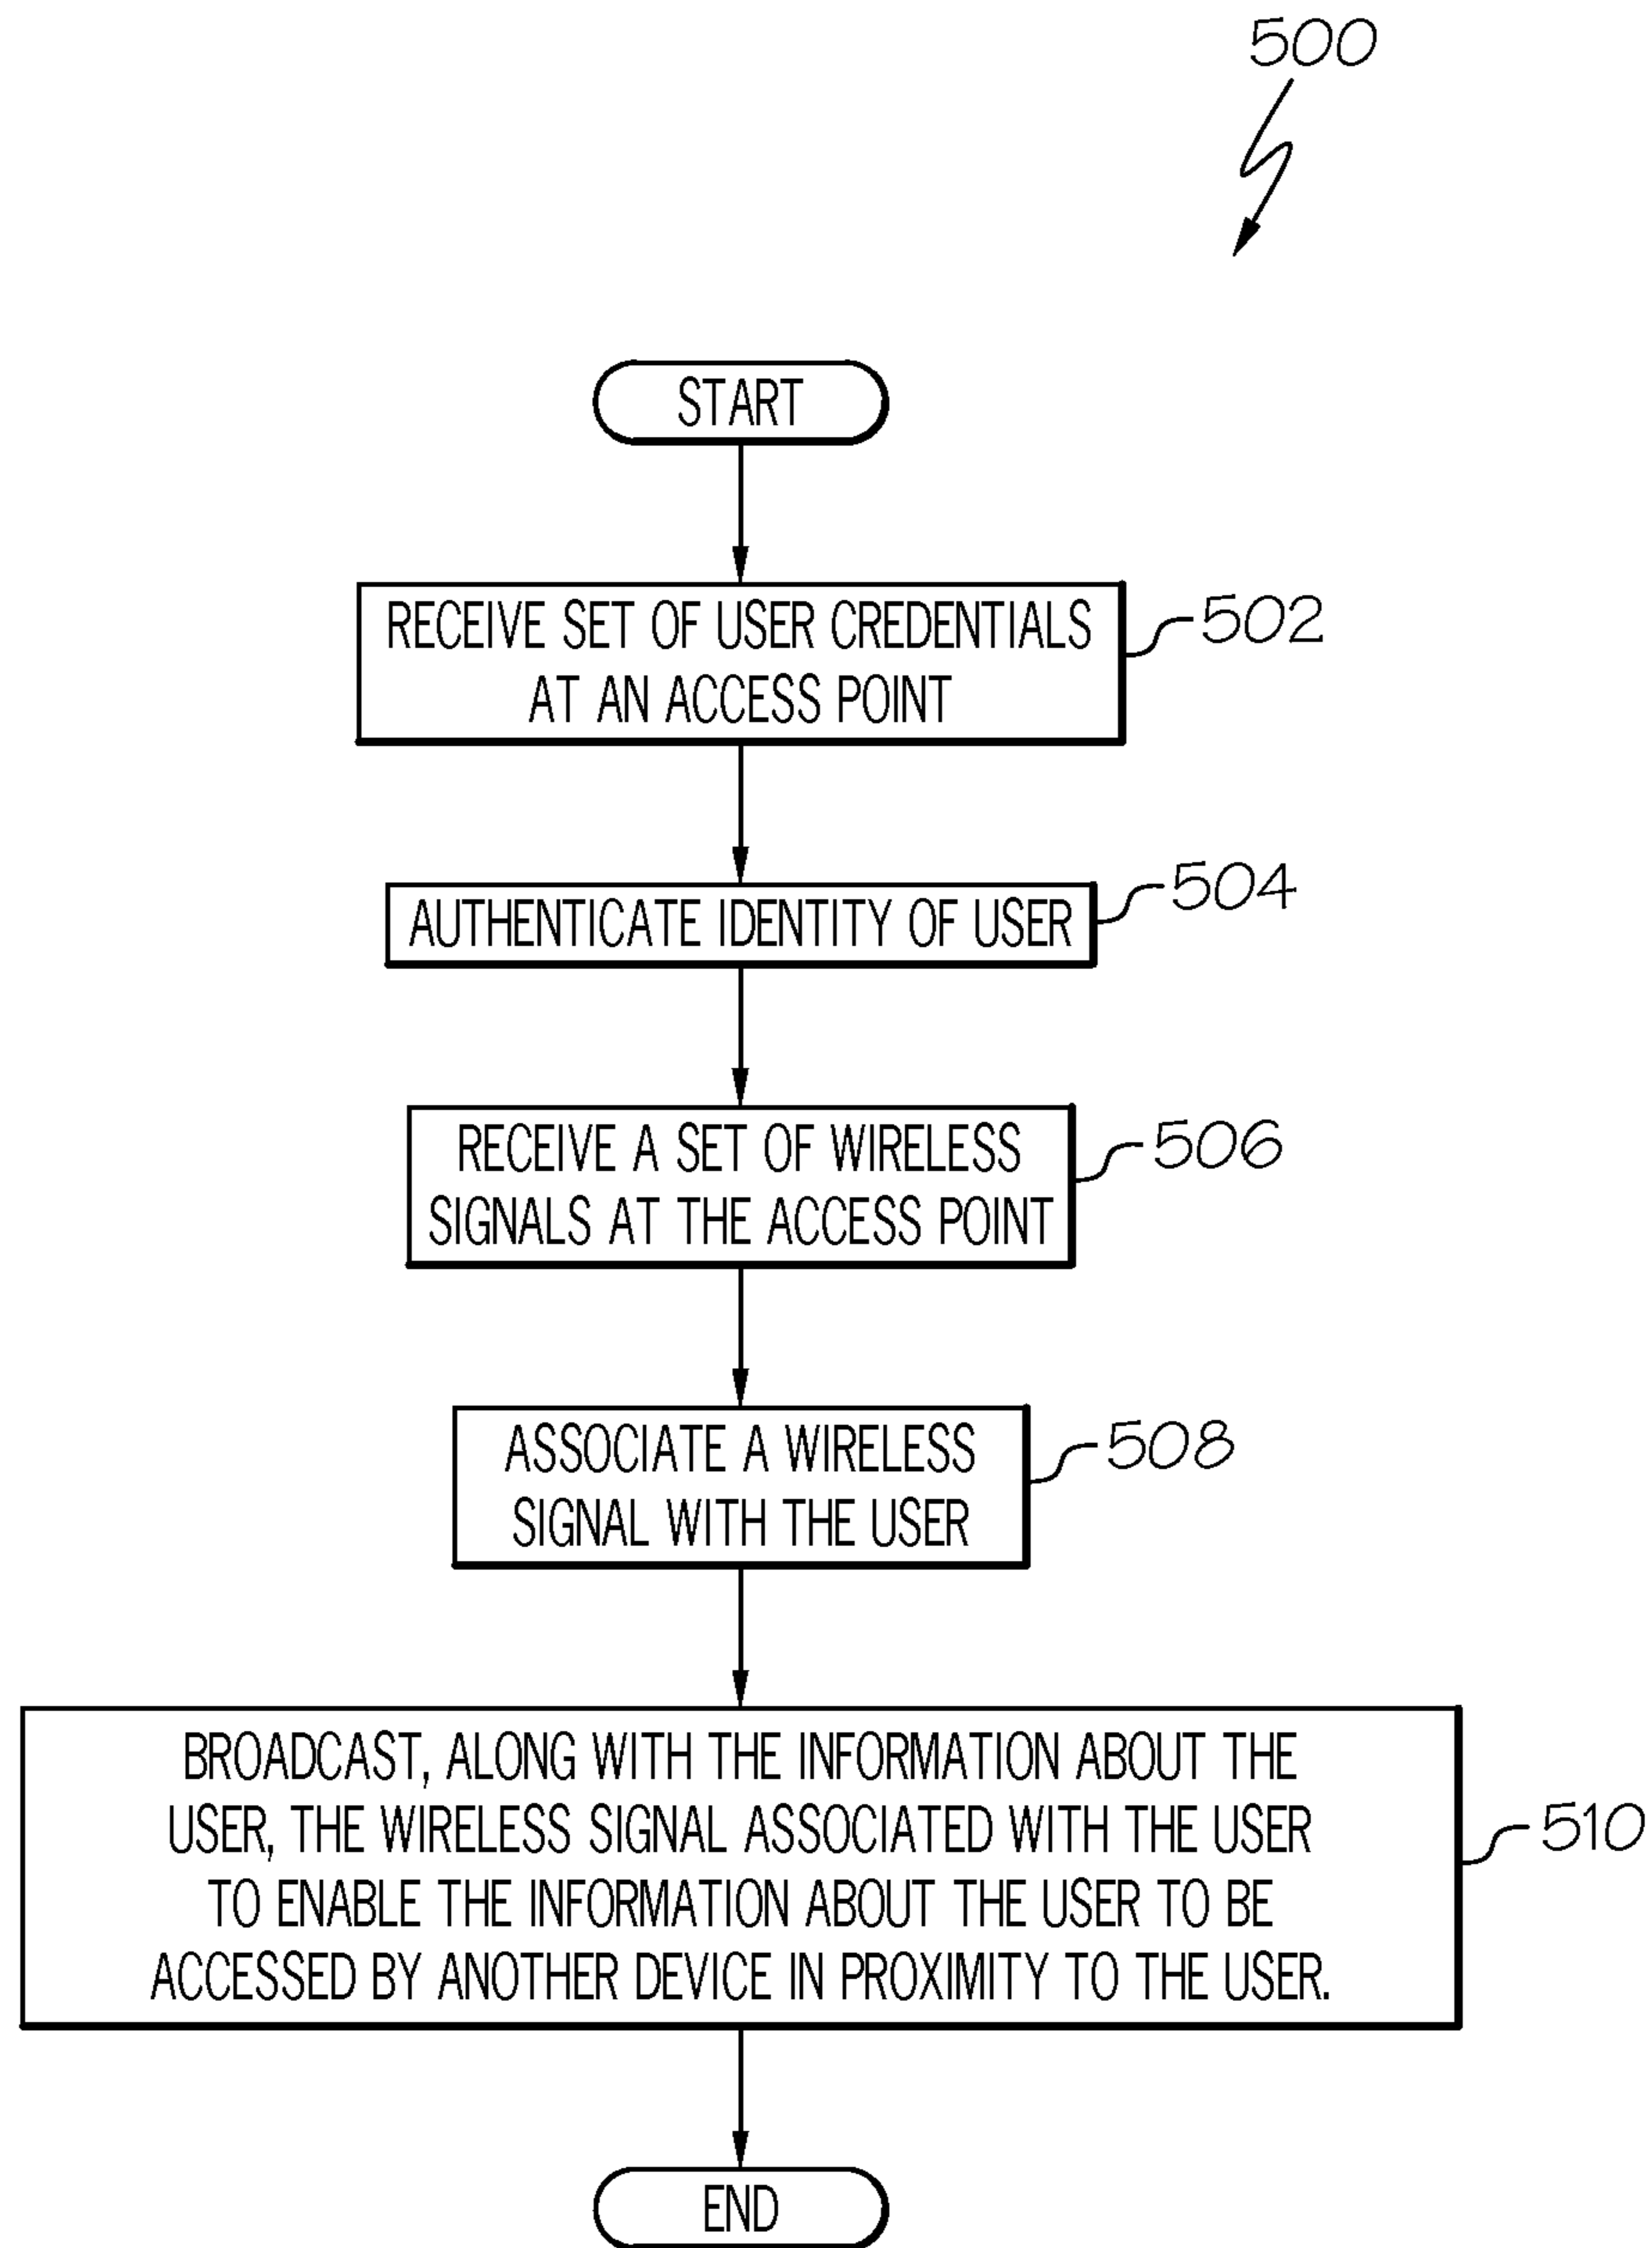 500
START
RECEIVE SET OF USER CREDENTIALS
AT AN ACCESS POINT
502
AUTHENTICATE IDENTITY OF USER
504
RECEIVE A SET OF WIRELESS
SIGNALS AT THE ACCESS POINT
506
ASSOCIATE A WIRELESS
SIGNAL WITH THE USER
508
BROADCAST, ALONG WITH THE INFORMATION ABOUT THE
USER, THE WIRELESS SIGNAL ASSOCIATED WITH THE USER
TO ENABLE THE INFORMATION ABOUT THE USER TO BE
ACCESSED BY ANOTHER DEVICE IN PROXIMITY TO THE USER.
510
END